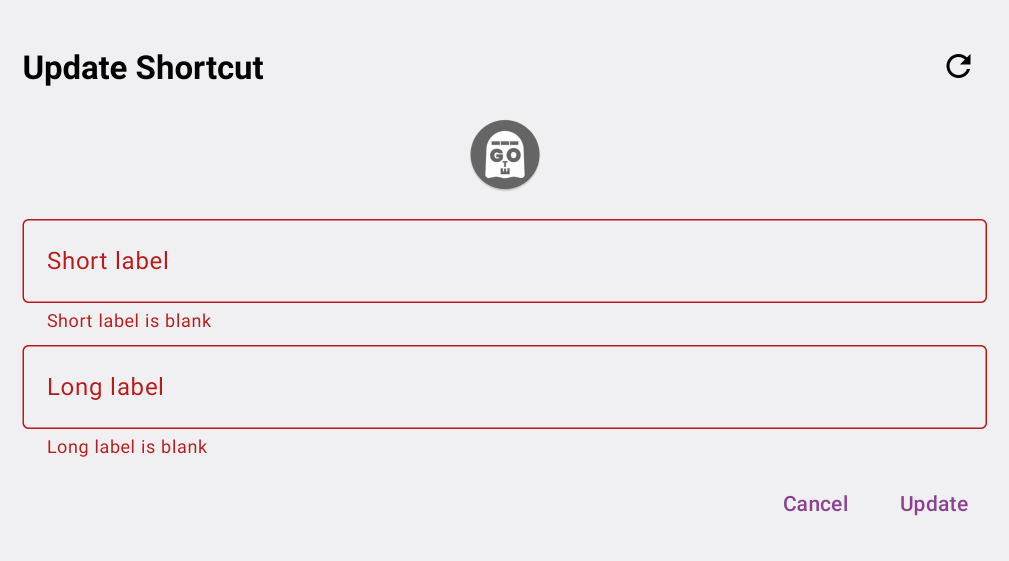 Update Shortcut
GO
Short label
Short label is blank
Long label
Long label is blank
Cancel
Update